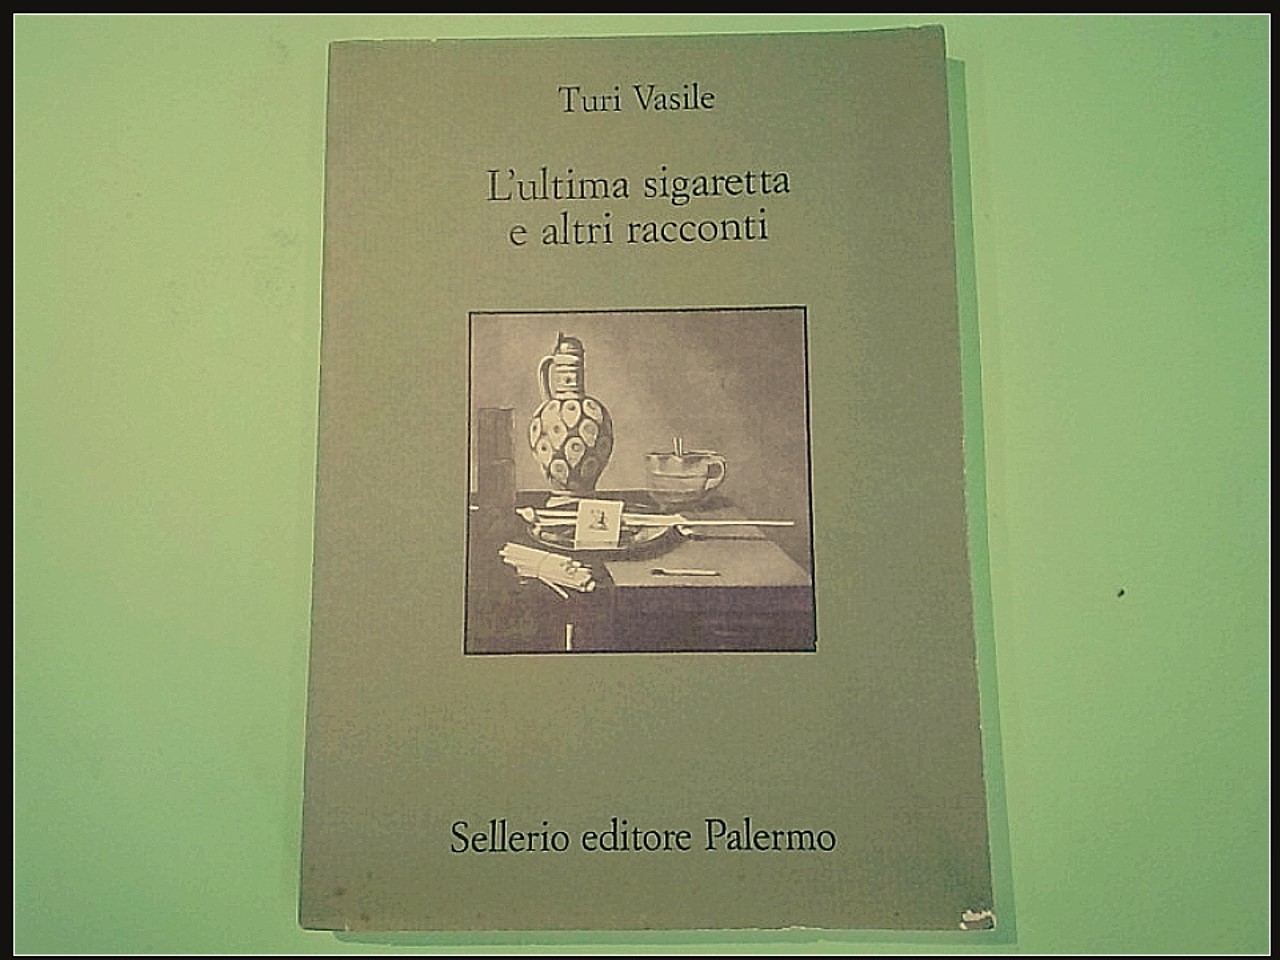 Turi Vasile
L'ultima sigaretta
e altri racconti
Sellerio editore Palermo